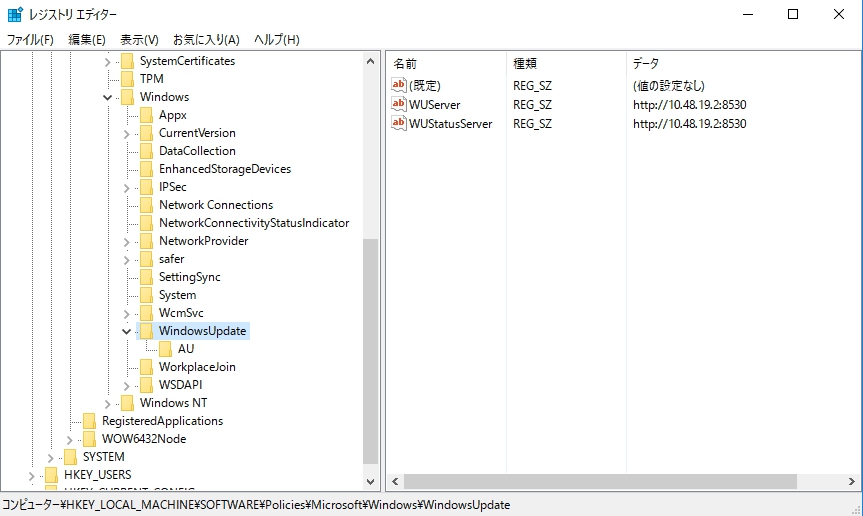 レジストリ エディター
ファイル(F) 編集(E) 表示(V) お気に入り(A) ヘルプ(H)
SystemCertificates
TPM
Windows
Appx
CurrentVersion
DataCollection
EnhancedStorageDevices
IPSec
Network Connections
NetworkConnectivityStatusIndicator
NetworkProvider
safer
SettingSync
System
WcmSvc
WindowsUpdate
AU
WorkplaceJoin
WSDAPI
Windows NT
RegisteredApplications
WOW6432Node
SYSTEM
HKEY_USERS
HKEY_CURRENT_CONFIG
名前 種類 データ
ab (既定) REG_SZ (値の設定なし)
ab WUServer REG_SZ http://10.48.19.2:8530
ab WUStatusServer REG_SZ http://10.48.19.2:8530
コンピューター¥HKEY_LOCAL_MACHINE¥SOFTWARE¥Policies¥Microsoft¥Windows¥WindowsUpdate